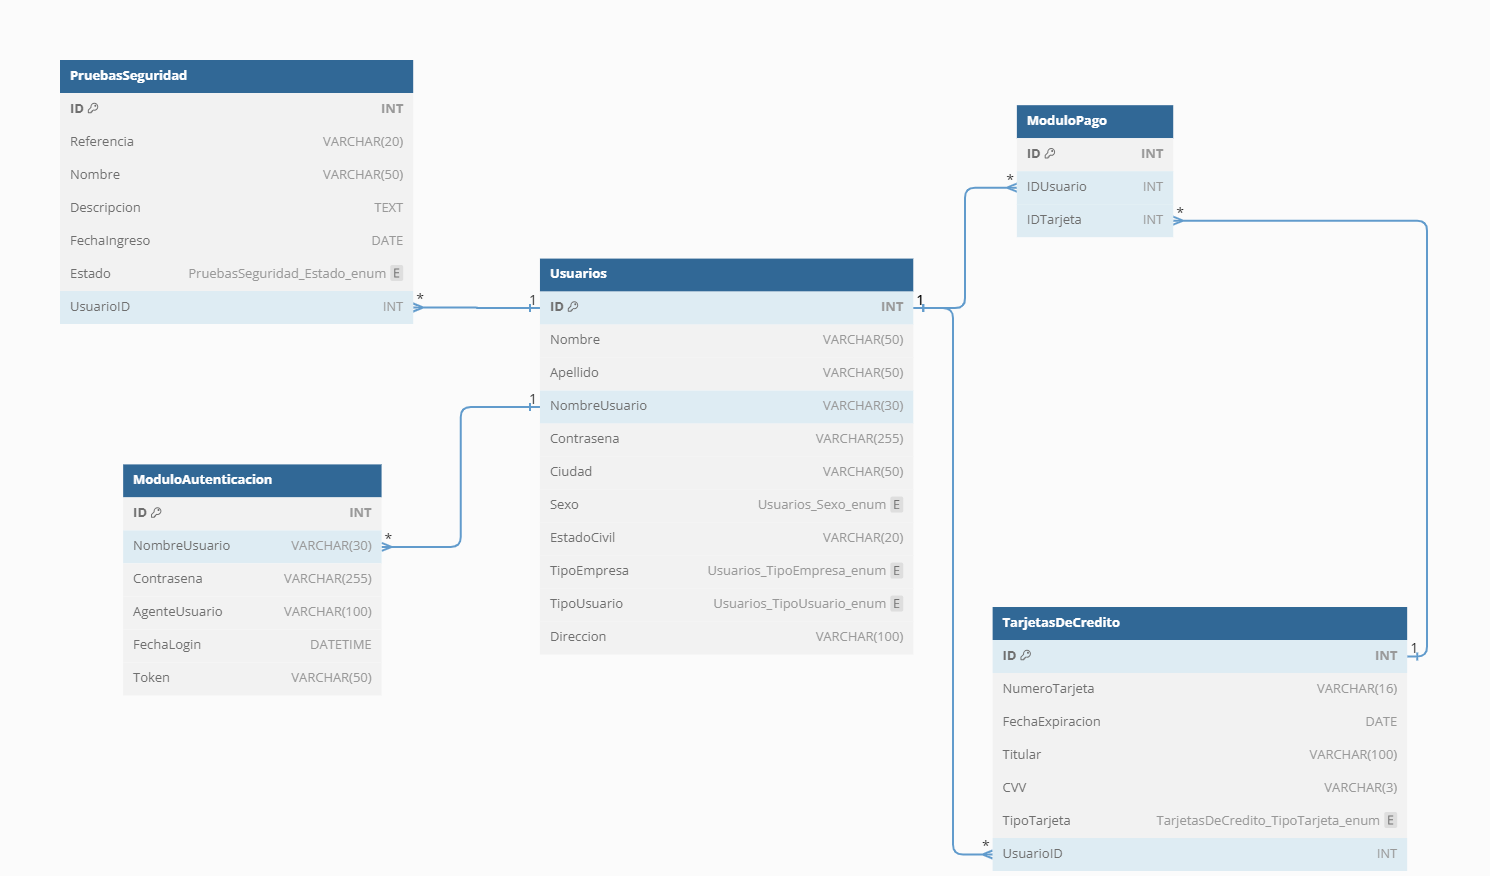 PruebasSeguridad
ID INT
Referencia VARCHAR(20)
Nombre VARCHAR(50)
Descripcion TEXT
FechaIngreso DATE
Estado PruebasSeguridad_Estado_enum E
UsuarioID INT
*
1
ModuloAutenticacion
ID INT
NombreUsuario VARCHAR(30)
Contrasena VARCHAR(255)
AgenteUsuario VARCHAR(100)
FechaLogin DATETIME
Token VARCHAR(50)
*
1
Usuarios
ID INT
Nombre VARCHAR(50)
Apellido VARCHAR(50)
NombreUsuario VARCHAR(30)
Contrasena VARCHAR(255)
Ciudad VARCHAR(50)
Sexo Usuarios_Sexo_enum E
EstadoCivil VARCHAR(20)
TipoEmpresa Usuarios_TipoEmpresa_enum E
TipoUsuario Usuarios_TipoUsuario_enum E
Direccion VARCHAR(100)
1
*
ModuloPago
ID INT
IDUsuario INT
IDTarjeta INT
*
1
TarjetasDeCredito
ID INT
NumeroTarjeta VARCHAR(16)
FechaExpiracion DATE
Titular VARCHAR(100)
CVV VARCHAR(3)
TipoTarjeta TarjetasDeCredito_TipoTarjeta_enum E
UsuarioID INT
*